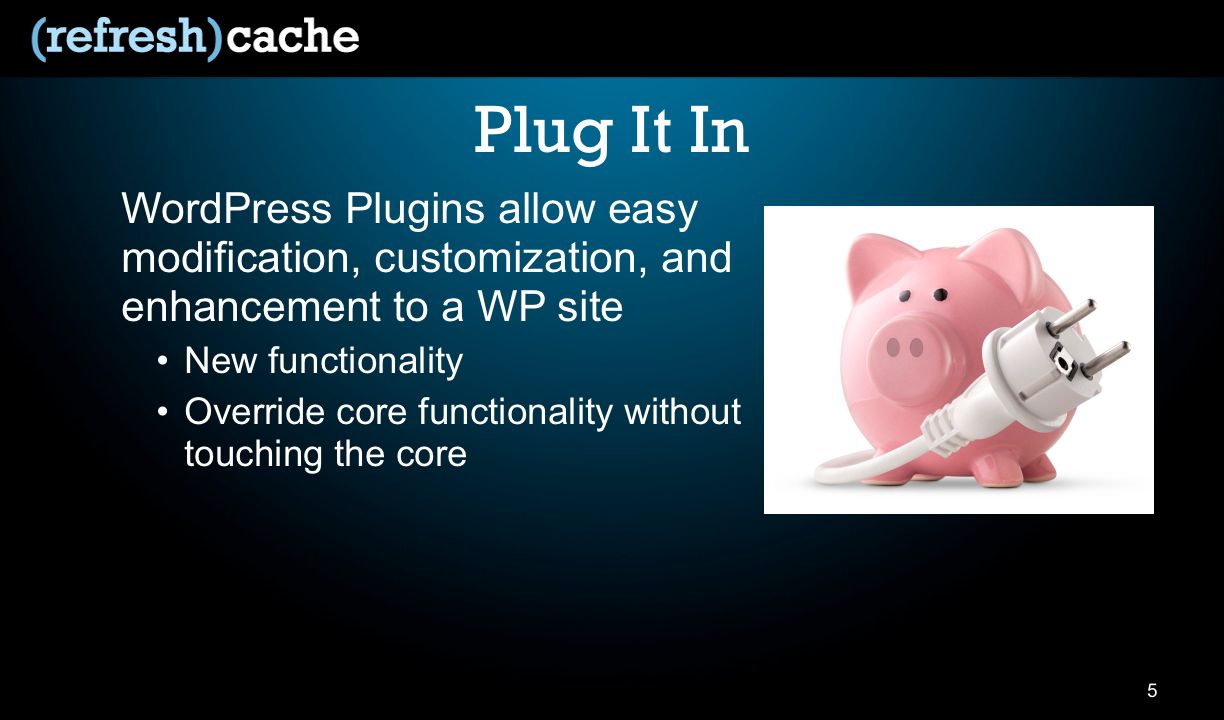 (refresh)cache
Plug It In
WordPress Plugins allow easy
modification, customization, and
enhancement to a WP site
• New functionality
• Override core functionality without
touching the core
5